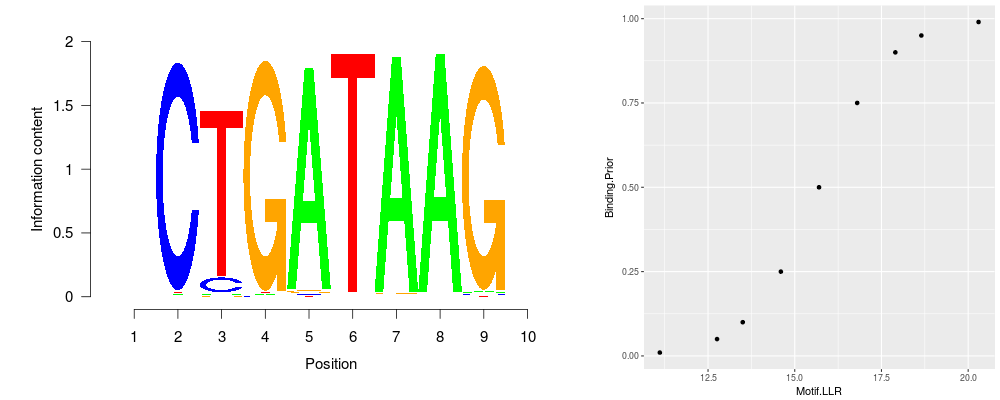 Information content
2
1.5
1
0.5
0
CTGATAAG
C
1 2 3 4 5 6 7 8 9 10
Position
Binding.Prior
1.00
0.75
0.50
0.25
0.00
12.5 15.0 17.5 20.0
Motif.LLR